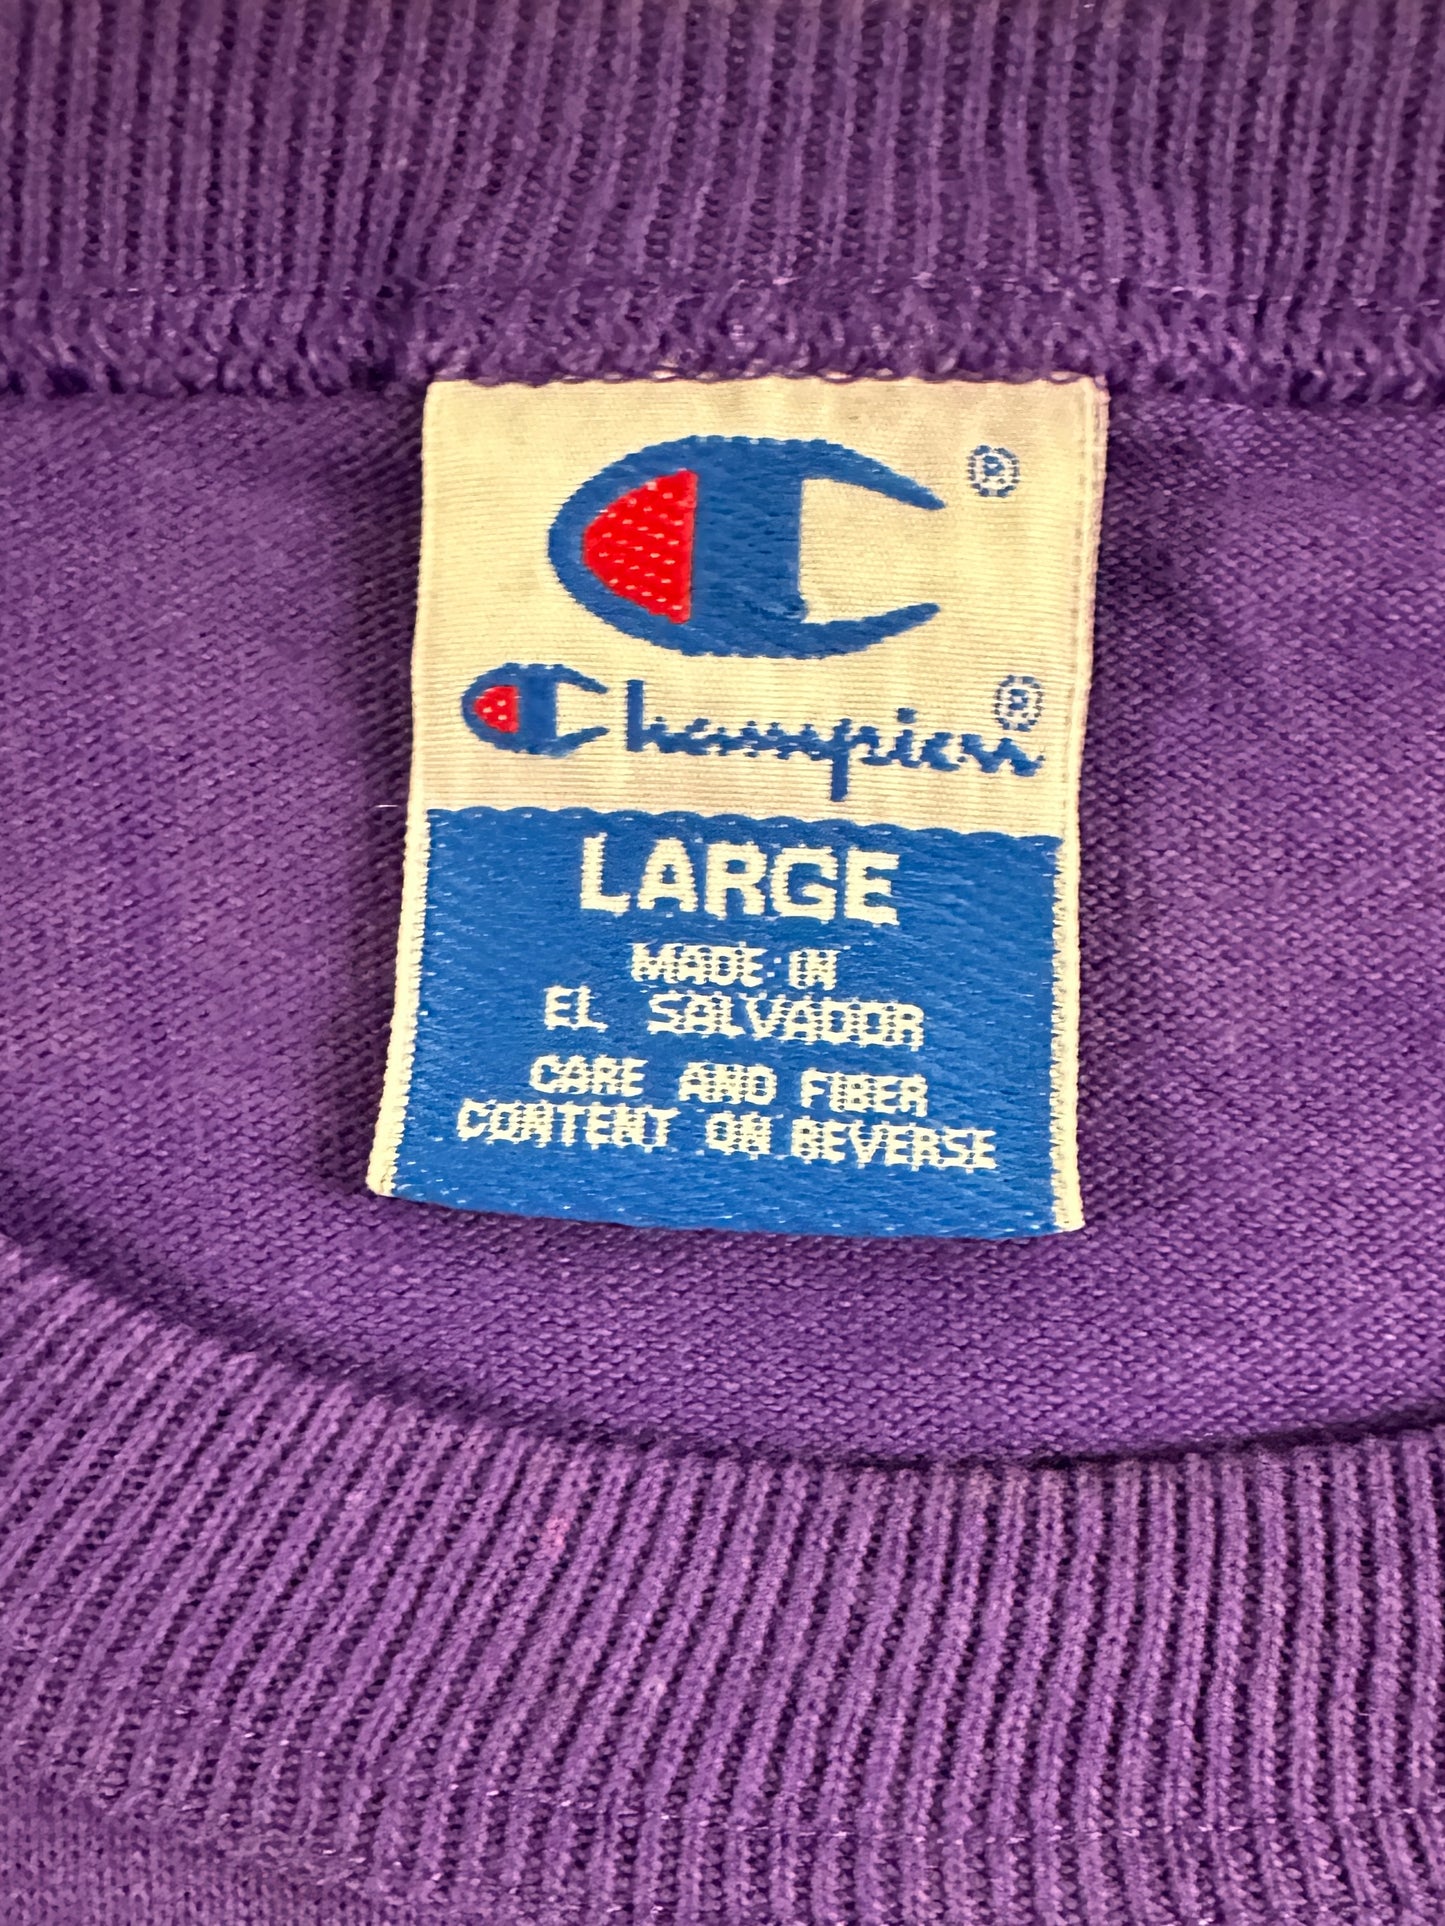 C ®
Champion ®
LARGE
MADE IN
EL SALVADOR
CARE AND FIBER
CONTENT ON REVERSE